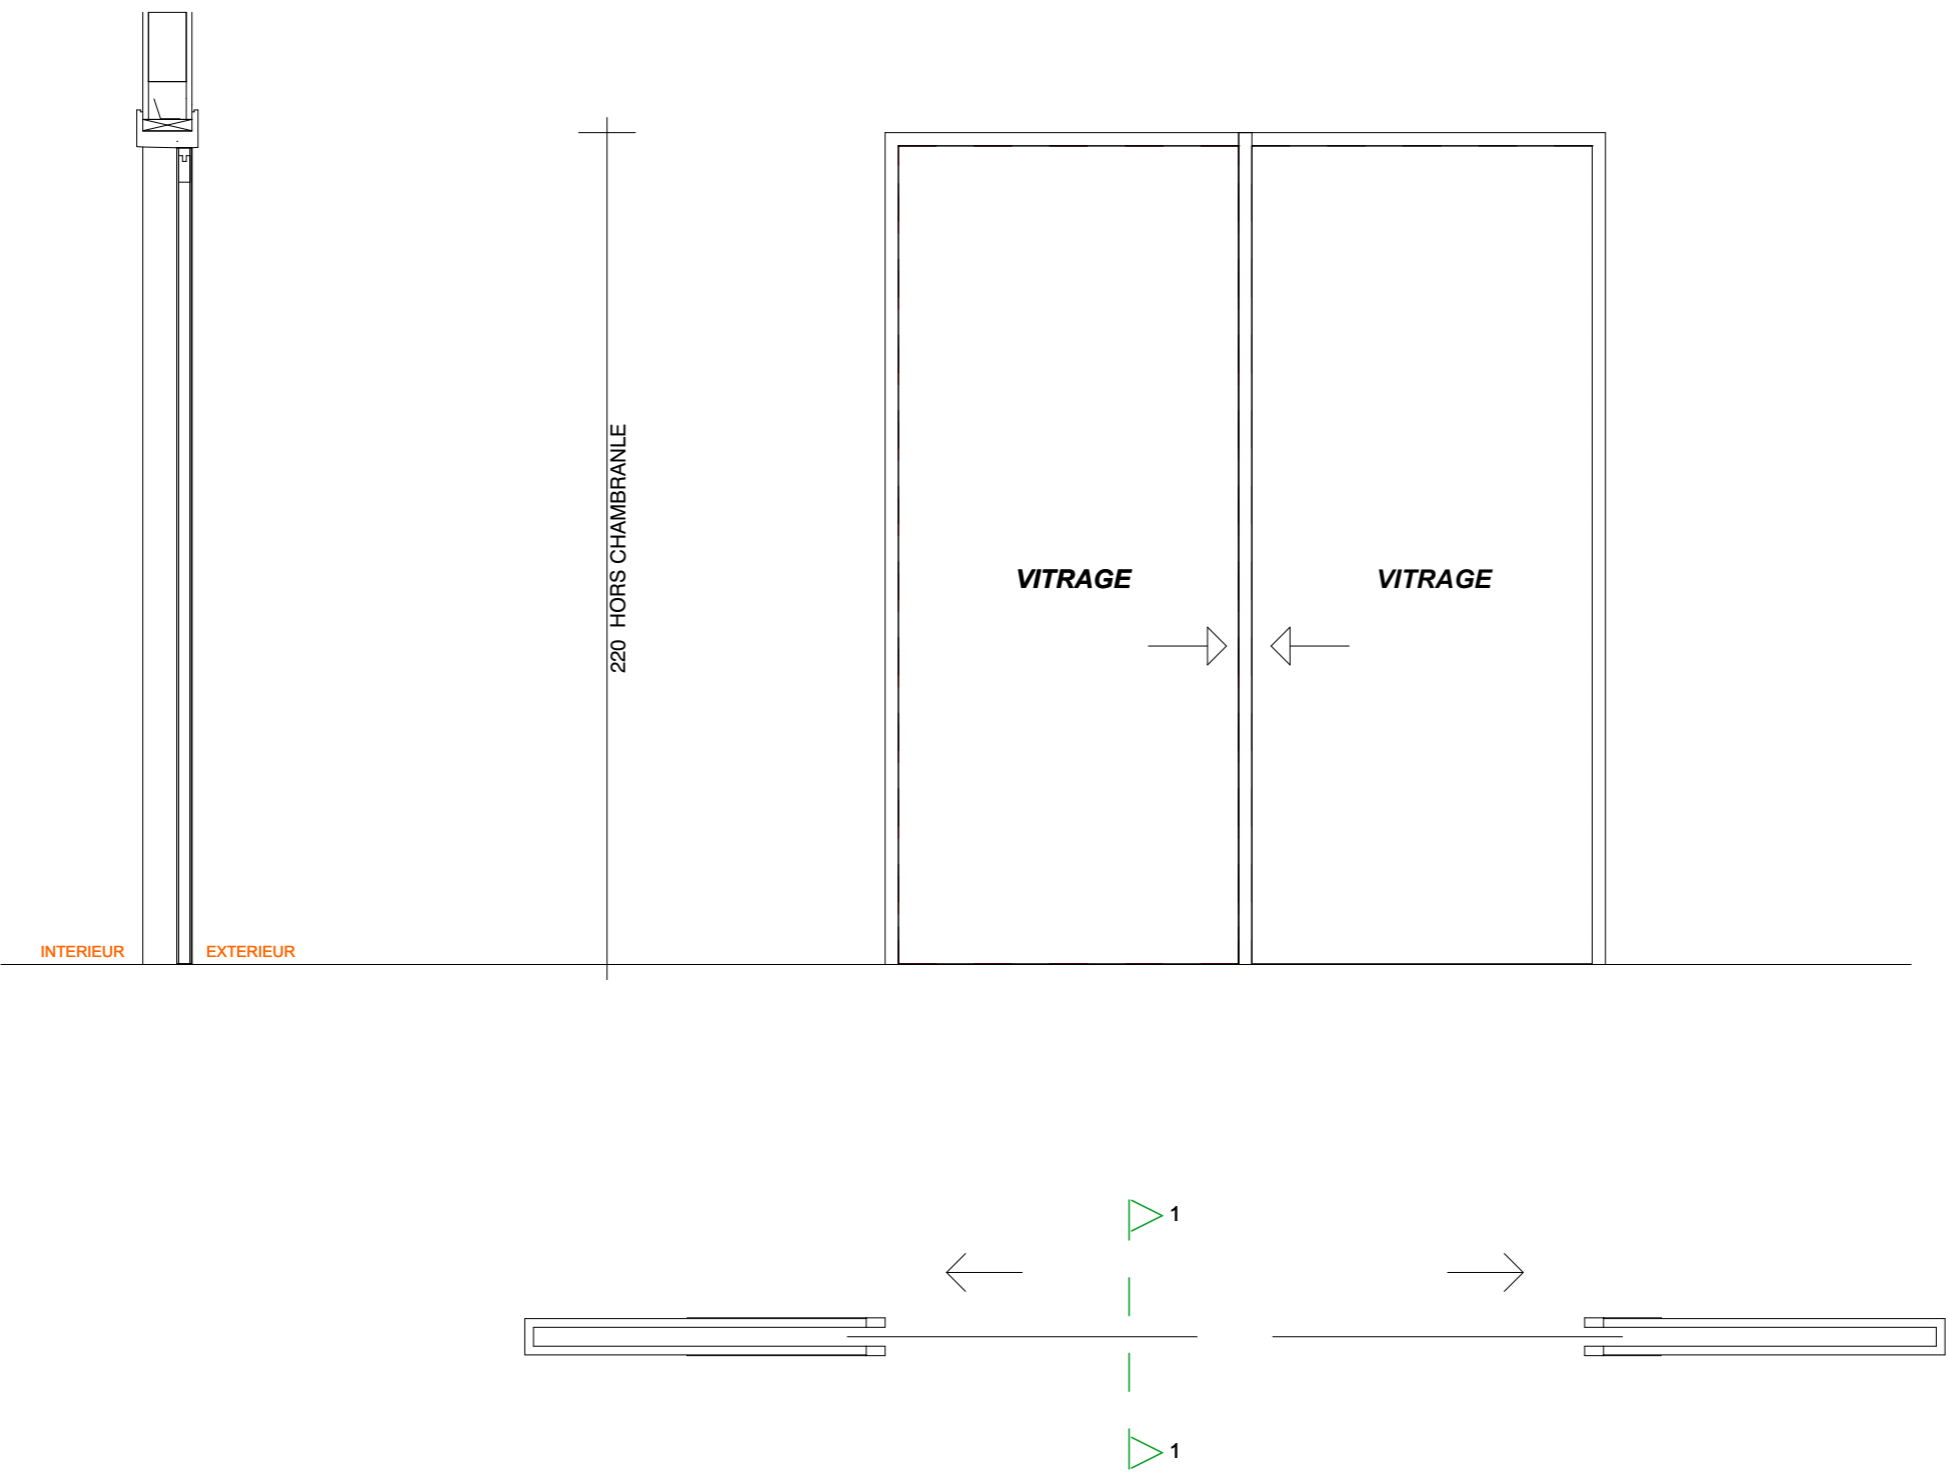 220 HORS CHAMBRANLE
VITRAGE
VITRAGE
INTERIEUR
EXTERIEUR
1
1